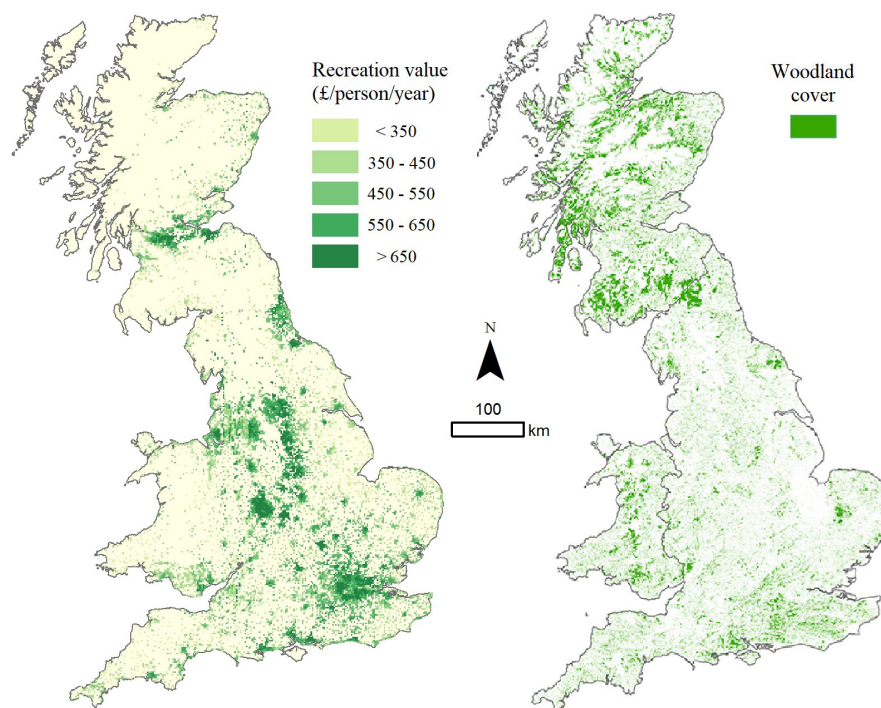 Recreation value
(£/person/year)
< 350
350 - 450
450 - 550
550 - 650
> 650
Woodland
cover
N
100
km